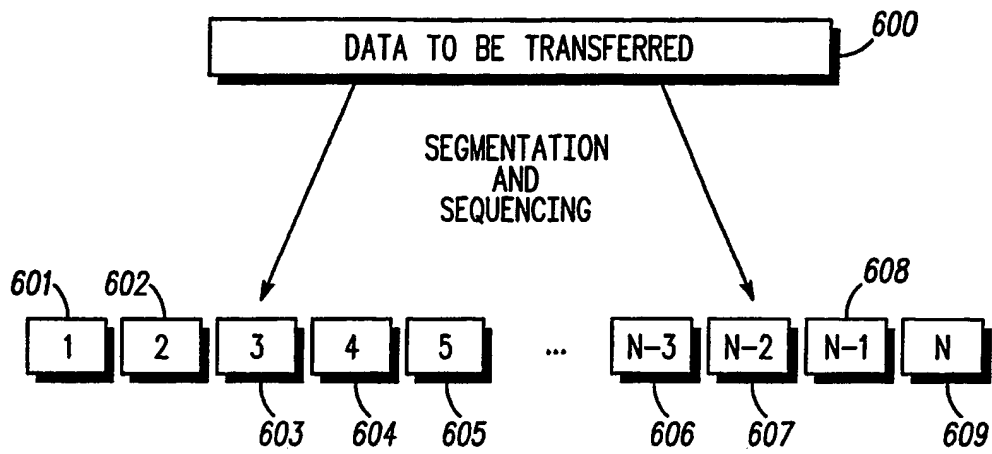 DATA TO BE TRANSFERRED
600
SEGMENTATION
AND
SEQUENCING
601
602
608
1
2
3
4
5
...
N-3
N-2
N-1
N
603
604
605
606
607
609